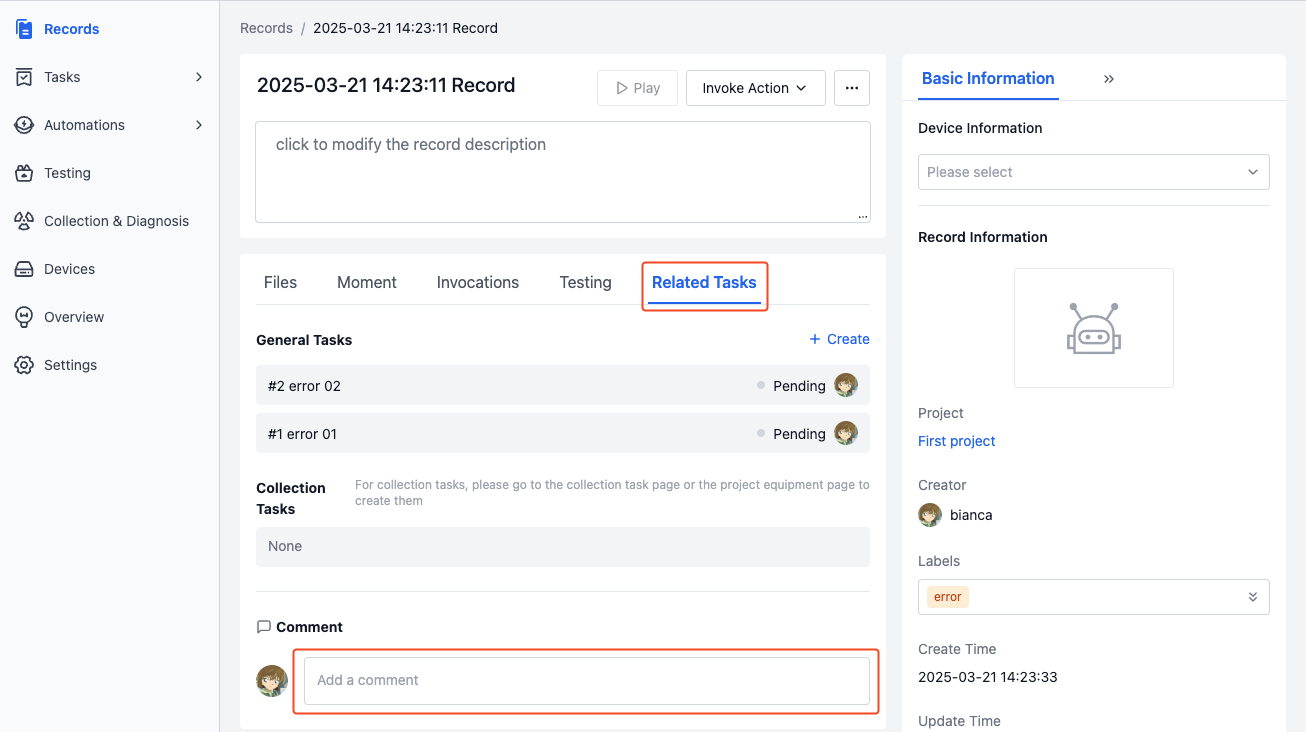 Records
Tasks
Automations
Testing
Collection & Diagnosis
Devices
Overview
Settings
Records / 2025-03-21 14:23:11 Record
2025-03-21 14:23:11 Record
Play
Invoke Action
...
click to modify the record description
...
Files
Moment
Invocations
Testing
Related Tasks
General Tasks
+ Create
#2 error 02
Pending
#1 error 01
Pending
Collection
Tasks
For collection tasks, please go to the collection task page or the project equipment page to
create them
None
Comment
Add a comment
Basic Information
Device Information
Please select
Record Information
Project
First project
Creator
bianca
Labels
error
Create Time
2025-03-21 14:23:33
Update Time